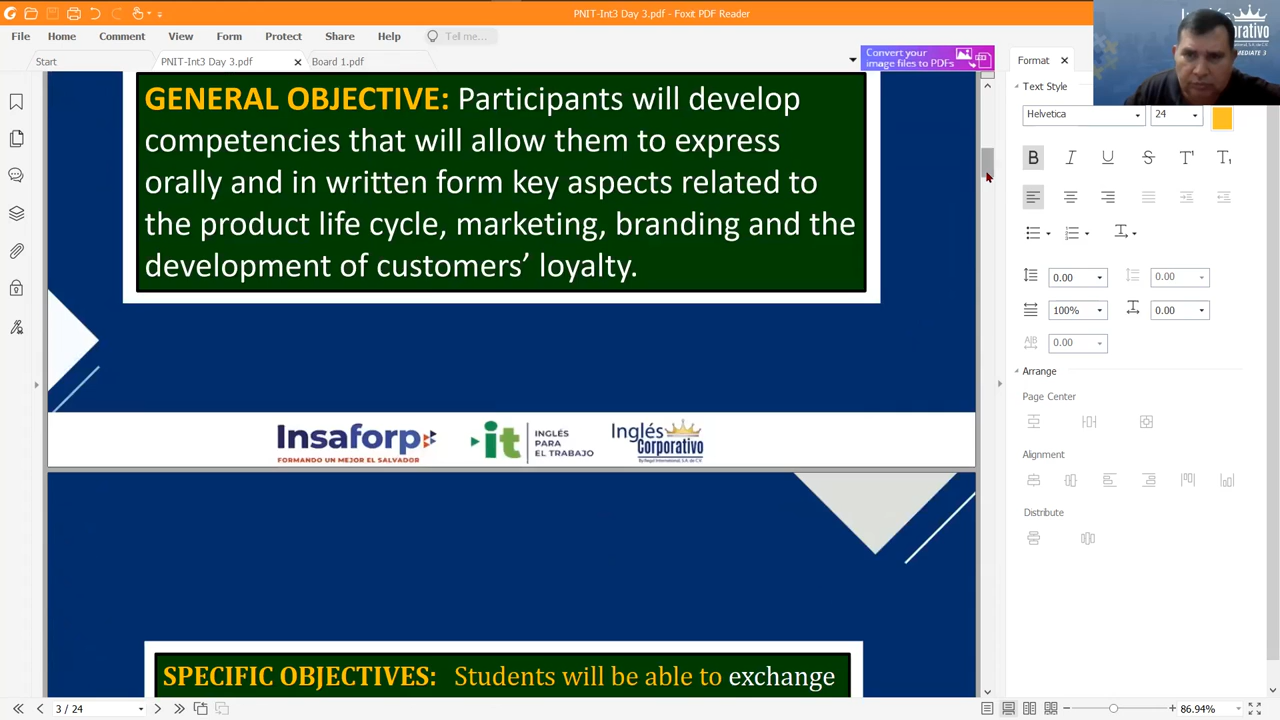 PNIT-Int3 Day 3.pdf - Foxit PDF Reader
File Home Comment View Form Protect Share Help Tell me...
Start PNIT-Int3 Day 3.pdf Board 1.pdf
Convert your
image files to PDFs
GENERAL OBJECTIVE: Participants will develop
competencies that will allow them to express
orally and in written form key aspects related to
the product life cycle, marketing, branding and the
development of customers’ loyalty.
Insaforp
FORMANDO UN MEJOR EL SALVADOR
it INGLÉS
PARA
EL TRABAJO
Inglés
Corporativo
By Regal International, S.A. de C.V.
SPECIFIC OBJECTIVES: Students will be able to exchange
3 / 24
86.94%
Format
Text Style
Helvetica 24
B I U S T T
0.00 0.00
100% 0.00
0.00
Arrange
Page Center
Alignment
Distribute